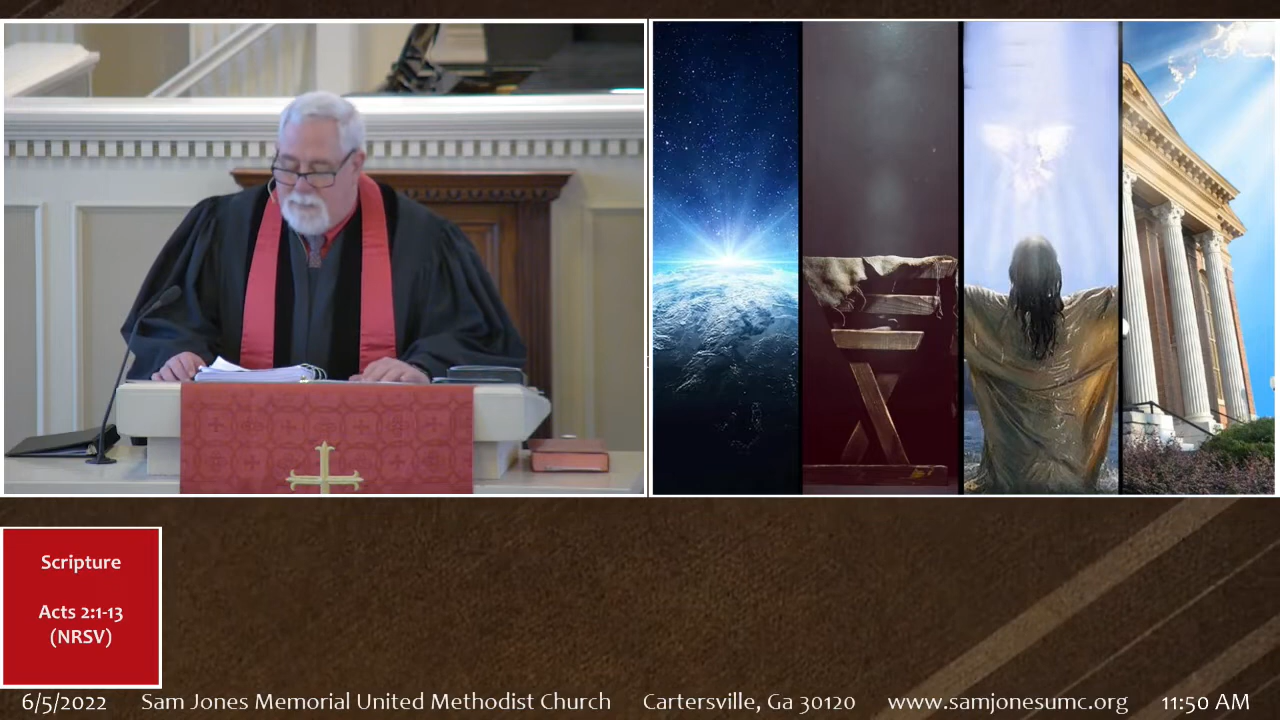 Scripture
Acts 2:1-13
(NRSV)
6/5/2022 Sam Jones Memorial United Methodist Church Cartersville, Ga 30120 www.samjonesumc.org 11:50 AM